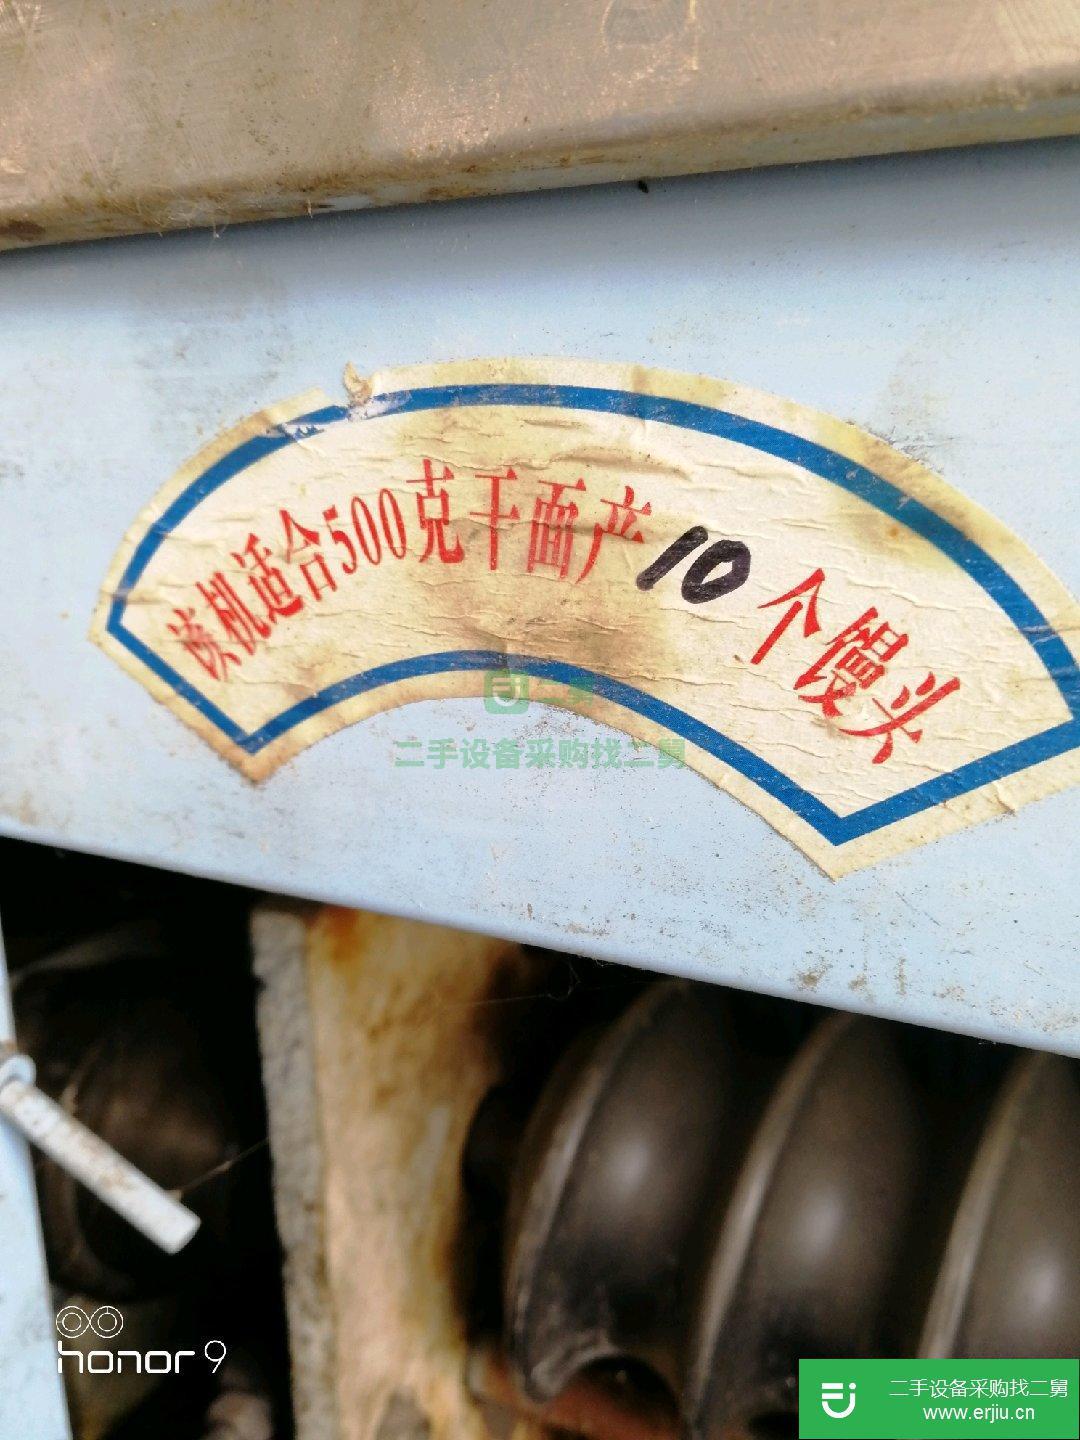 该机适合500克干面产10个馒头
二舅
二手设备采购找二舅
honor 9
二手设备采购找二舅
www.erjiu.cn